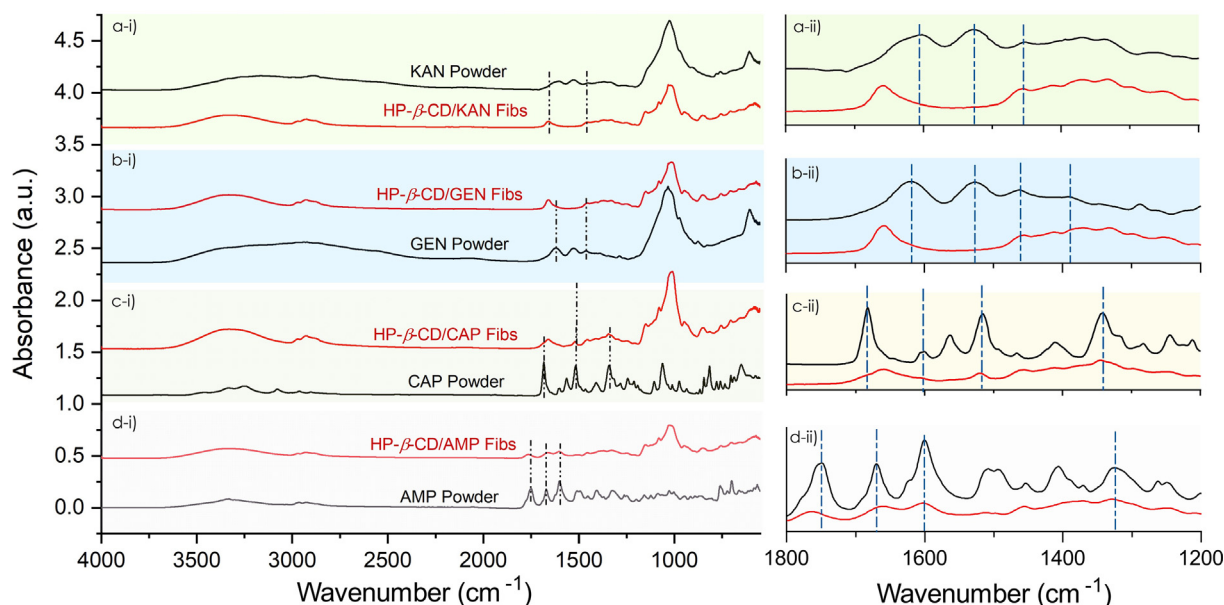 a-i)
a-ii)
4.5
KAN Powder
4.0
HP-β-CD/KAN Fibs
3.5
b-i)
b-ii)
3.0
HP-β-CD/GEN Fibs
2.5
GEN Powder
2.0
c-i)
c-ii)
1.5
HP-β-CD/CAP Fibs
CAP Powder
1.0
d-i)
d-ii)
HP-β-CD/AMP Fibs
0.5
AMP Powder
0.0
Absorbance (a.u.)
4000 3500 3000 2500 2000 1500 1000
1800 1600 1400 1200
Wavenumber (cm⁻¹)
Wavenumber (cm⁻¹)